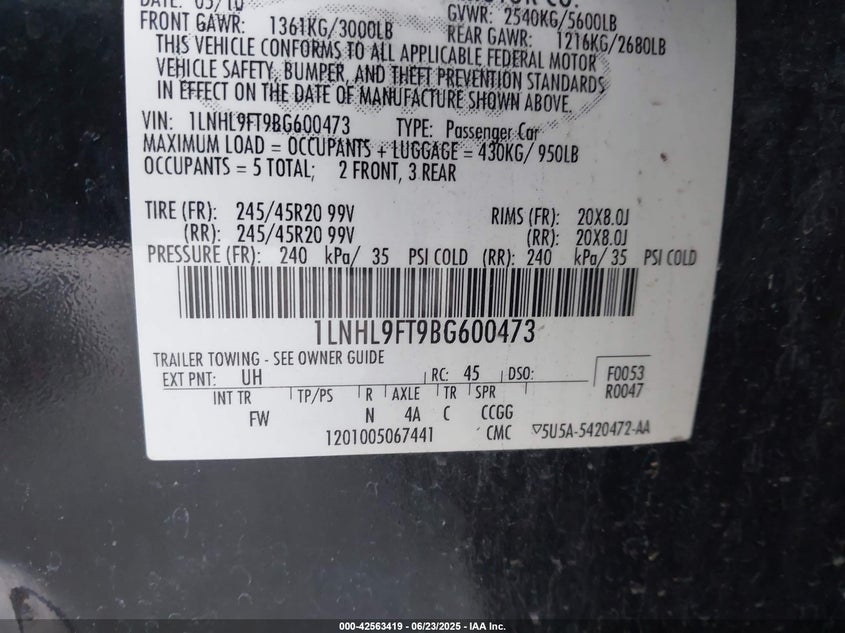 DATE: 05/10 MOTOR CO.
FRONT GAWR: 1361KG/3000LB GVWR: 2540KG/5600LB
REAR GAWR: 1216KG/2680LB
THIS VEHICLE CONFORMS TO ALL APPLICABLE FEDERAL MOTOR
VEHICLE SAFETY, BUMPER, AND THEFT PREVENTION STANDARDS
IN EFFECT ON THE DATE OF MANUFACTURE SHOWN ABOVE.
VIN: 1LNHL9FT9BG600473 TYPE: Passenger Car
MAXIMUM LOAD = OCCUPANTS + LUGGAGE = 430KG/ 950LB
OCCUPANTS = 5 TOTAL; 2 FRONT, 3 REAR
TIRE (FR): 245/45R20 99V RIMS (FR): 20X8.0J
(RR): 245/45R20 99V (RR): 20X8.0J
PRESSURE (FR): 240 kPa/ 35 PSI COLD (RR): 240 kPa/ 35 PSI COLD
1LNHL9FT9BG600473
TRAILER TOWING - SEE OWNER GUIDE
EXT PNT: UH RC: 45 DSO: F0053
R0047
INT TR TP/PS R AXLE TR SPR
FW N 4A C CCGG
1201005067441 CMC ▽5U5A-5420472-AA
000-42563419 - 06/23/2025 - IAA Inc.